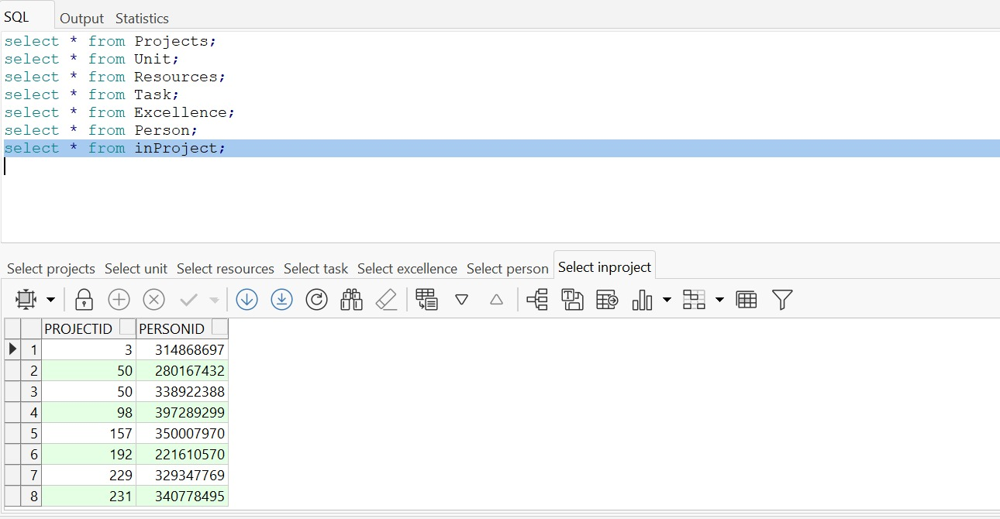 SQL Output Statistics
select * from Projects;
select * from Unit;
select * from Resources;
select * from Task;
select * from Excellence;
select * from Person;
select * from inProject;
Select projects Select unit Select resources Select task Select excellence Select person Select inproject
PROJECTID PERSONID
1 3 314868697
2 50 280167432
3 50 338922388
4 98 397289299
5 157 350007970
6 192 221610570
7 229 329347769
8 231 340778495